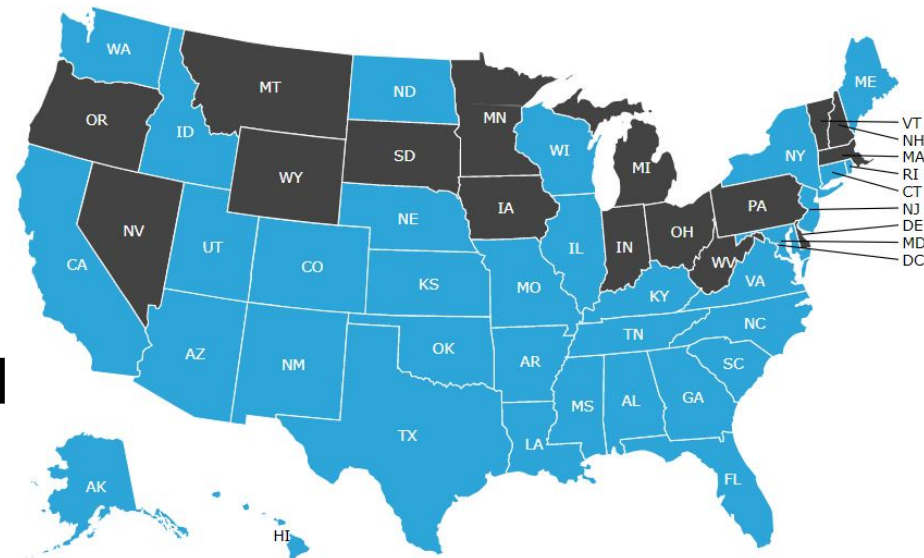 WA
MT
ND
MN
ME
OR
ID
SD
WI
MI
NY
VT
NH
MA
RI
CT
NJ
DE
MD
DC
WY
IA
PA
NE
NV
UT
CO
IL
IN
OH
WV
CA
KS
MO
KY
VA
AZ
NM
OK
AR
TN
NC
SC
TX
LA
MS
AL
GA
FL
AK
HI